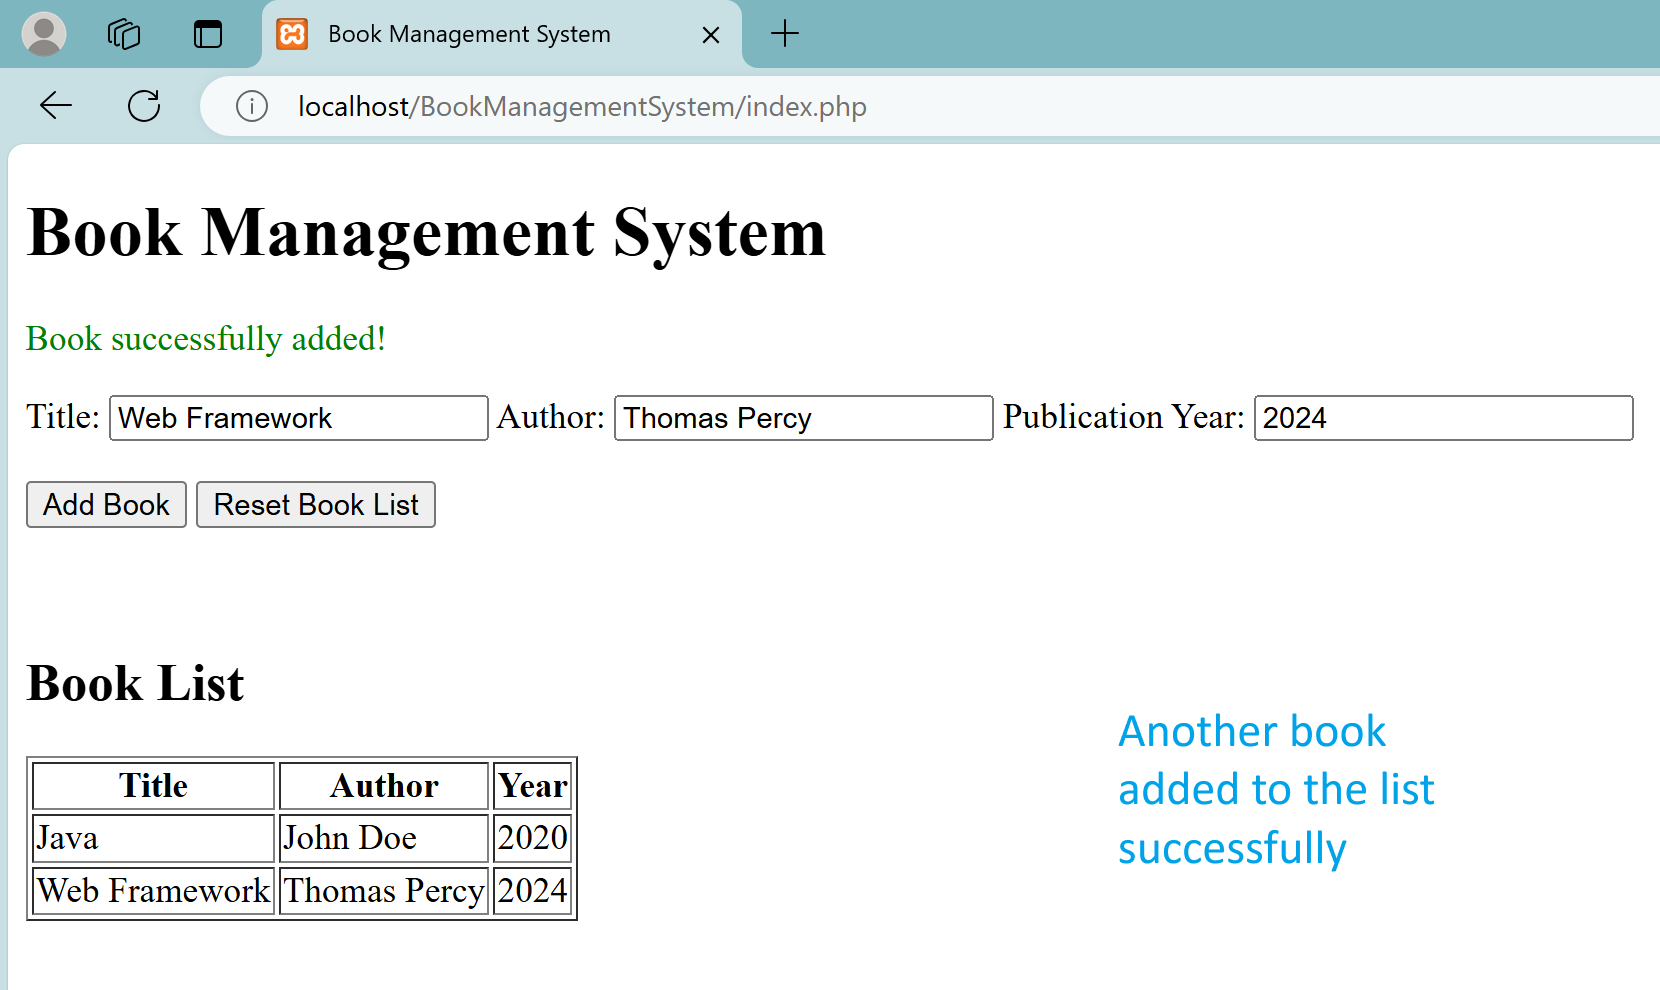 Book Management System
localhost/BookManagementSystem/index.php
Book Management System
Book successfully added!
Title: Web Framework Author: Thomas Percy Publication Year: 2024
Add Book Reset Book List
Book List
Title Author Year
Java John Doe 2020
Web Framework Thomas Percy 2024
Another book
added to the list
successfully